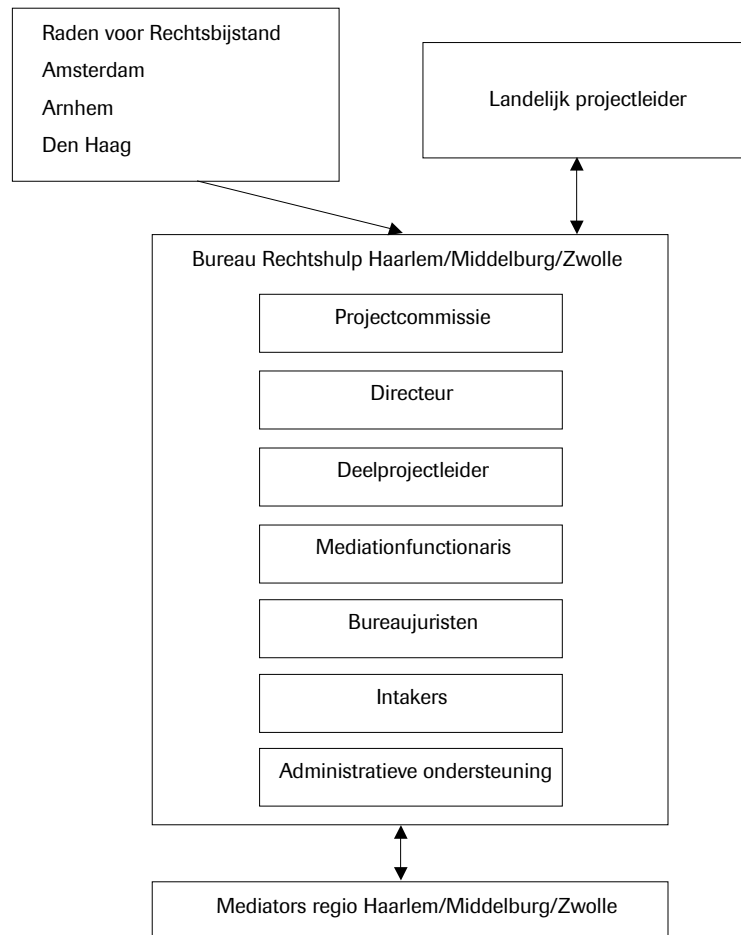 Raden voor Rechtsbijstand
Amsterdam
Arnhem
Den Haag
Landelijk projectleider
Bureau Rechtshulp Haarlem/Middelburg/Zwolle
Projectcommissie
Directeur
Deelprojectleider
Mediationfunctionaris
Bureaujuristen
Intakers
Administratieve ondersteuning
Mediators regio Haarlem/Middelburg/Zwolle